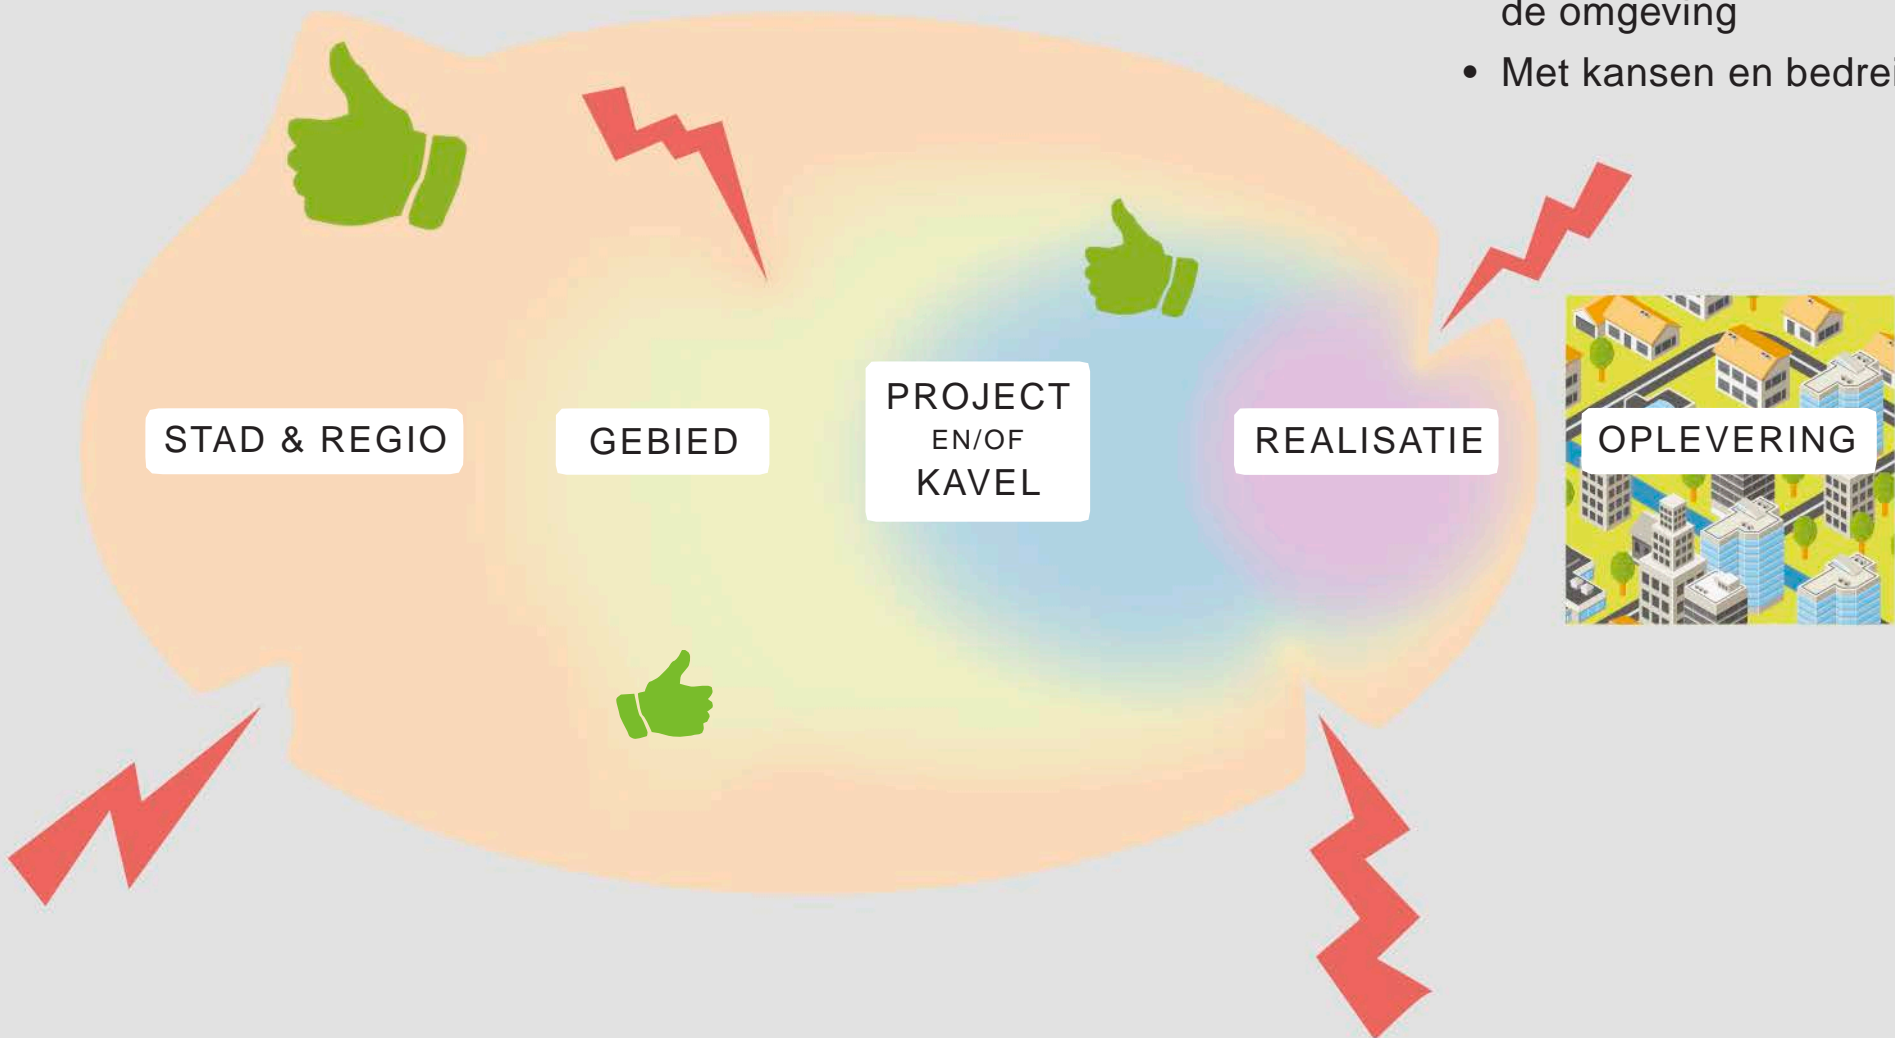 de omgeving
• Met kansen en
STAD & REGIO
GEBIED
PROJECT
EN/OF
KAVEL
REALISATIE
OPLEVERING